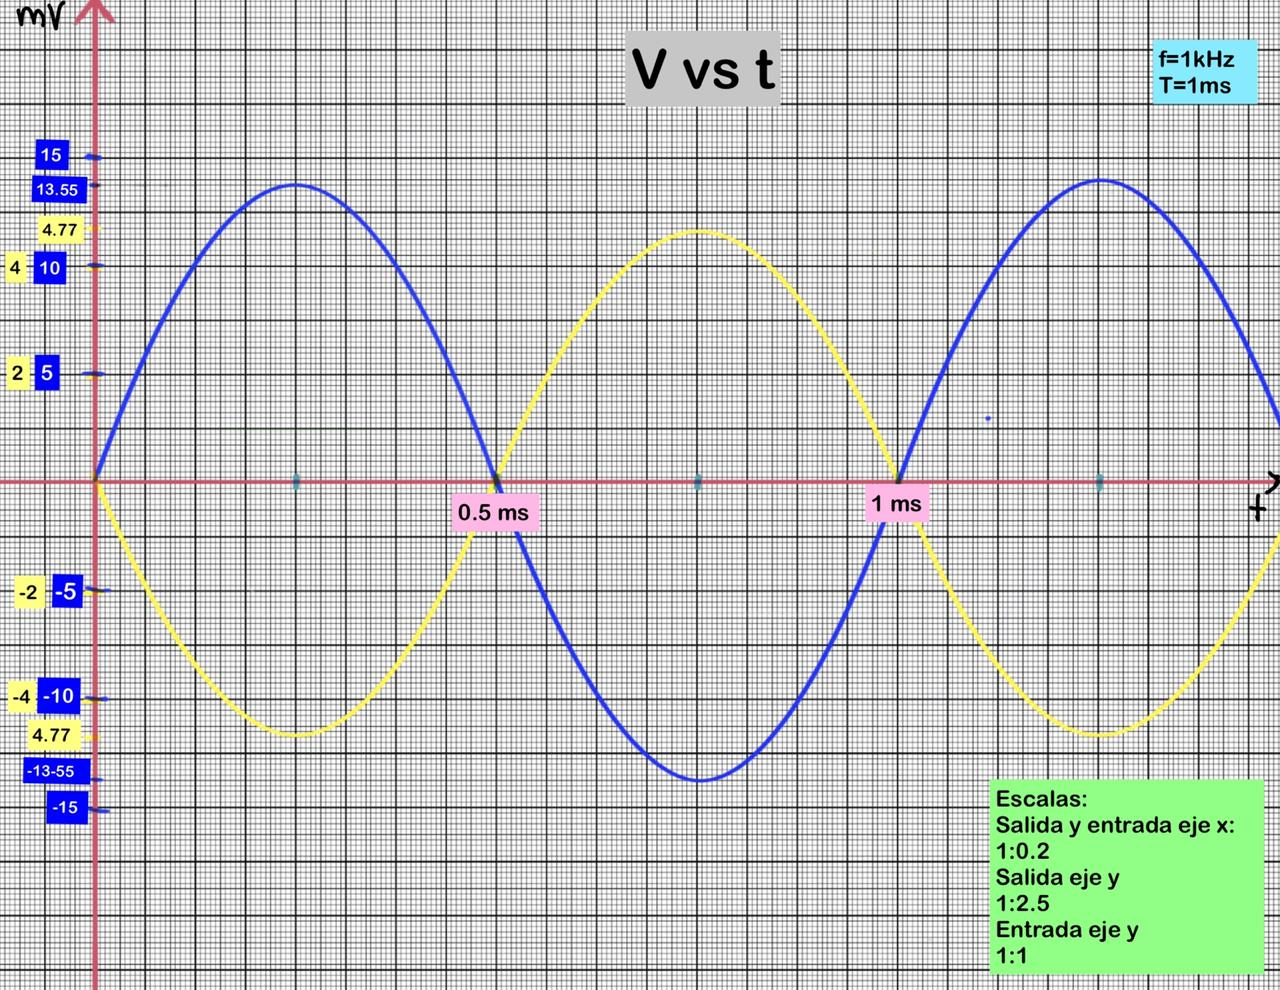 mV
V vs t
f=1kHz
T=1ms
15
13.55
4.77
4 10
2 5
0.5 ms
1 ms
t
-2 -5
-4 -10
4.77
-13-55
-15
Escalas:
Salida y entrada eje x:
1:0.2
Salida eje y
1:2.5
Entrada eje y
1:1